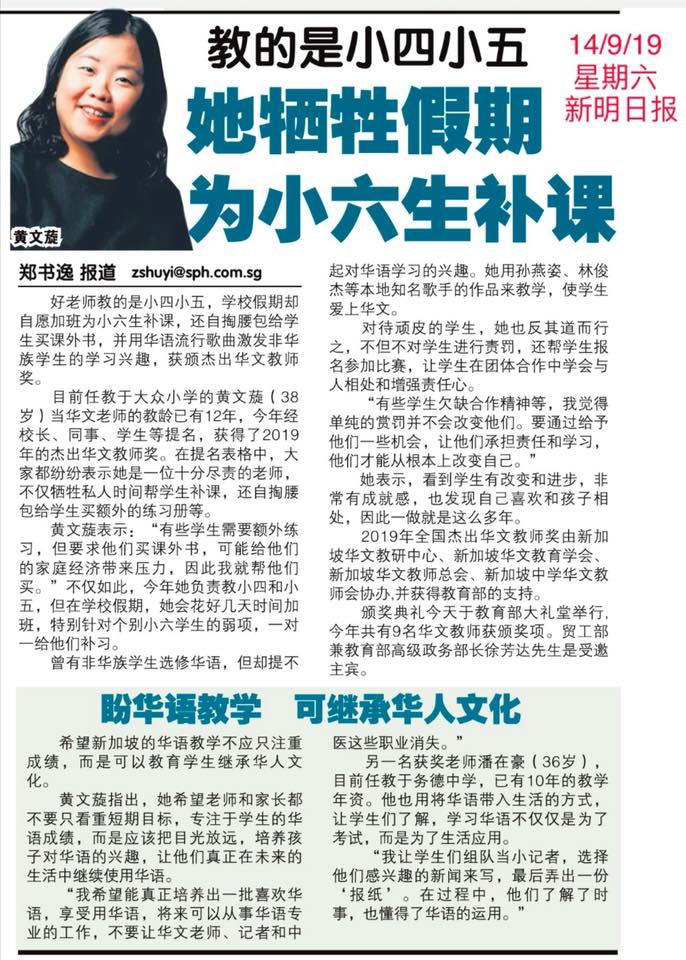 教的是小四小五
她牺牲假期
为小六生补课
14/9/19
星期六
新明日报
黄文蕿
郑书逸 报道 zshuyi@sph.com.sg
好老师教的是小四小五，学校假期却
自愿加班为小六生补课，还自掏腰包给学
生买课外书，并用华语流行歌曲激发非华
族学生的学习兴趣，获颁杰出华文教师
奖。
目前任教于大众小学的黄文蕿（38
岁）当华文老师的教龄已有12年，今年经
校长、同事、学生等提名，获得了2019
年的杰出华文教师奖。在提名表格中，大
家都纷纷表示她是一位十分尽责的老师，
不仅牺牲私人时间帮学生补课，还自掏腰
包给学生买额外的练习册等。
黄文蕿表示：“有些学生需要额外练
习，但要求他们买课外书，可能给他们
的家庭经济带来压力，因此我就帮他们
买。”不仅如此，今年她负责教小四和小
五，但在学校假期，她会花好几天时间加
班，特别针对个别小六学生的弱项，一对
一给他们补习。
曾有非华族学生选修华语，但却提不
起对华语学习的兴趣。她用孙燕姿、林俊
杰等本地知名歌手的作品来教学，使学生
爱上华文。
对待顽皮的学生，她也反其道而行
之，不但不对学生进行责罚，还帮学生报
名参加比赛，让学生在团体合作中学会与
人相处和增强责任心。
“有些学生欠缺合作精神等，我觉得
单纯的赏罚并不会改变他们。要通过给予
他们一些机会，让他们承担责任和学习，
他们才能从根本上改变自己。”
她表示，看到学生有改变和进步，非
常有成就感，也发现自己喜欢和孩子相
处，因此一做就是这么多年。
2019年全国杰出华文教师奖由新加
坡华文教研中心、新加坡华文教育学会、
新加坡华文教师总会、新加坡中学华文教
师会协办，并获得教育部的支持。
颁奖典礼今天于教育部大礼堂举行，
今年共有9名华文教师获颁奖项。贸工部
兼教育部高级政务部长徐芳达先生是受邀
主宾。
盼华语教学 可继承华人文化
希望新加坡的华语教学不应只注重
成绩，而是可以教育学生继承华人文
化。
黄文蕿指出，她希望老师和家长都
不要只看重短期目标，专注于学生的华
语成绩，而是应该把目光放远，培养孩
子对华语的兴趣，让他们真正在未来的
生活中继续使用华语。
“我希望能真正培养出一批喜欢华
语，享受用华语，将来可以从事华语专
业的工作，不要让华文老师、记者和中
医这些职业消失。”
另一名获奖老师潘在豪（36岁），
目前任教于务德中学，已有10年的教学
年资。他也用将华语带入生活的方式，
让学生们了解，学习华语不仅仅是为了
考试，而是为了生活应用。
“我让学生们组队当小记者，选择
他们感兴趣的新闻来写，最后弄出一份
‘报纸’。在过程中，他们了解了时
事，也懂得了华语的运用。”